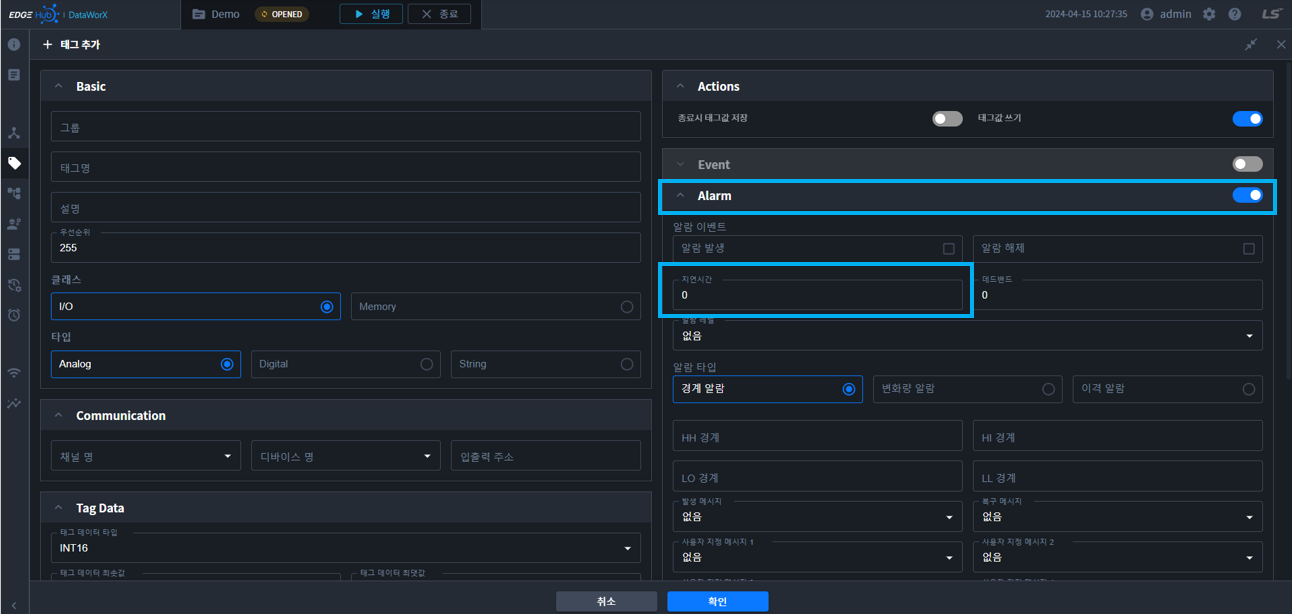 EDGE Hub | DataWorX
Demo
OPENED
실행
종료
2024-04-15 10:27:35
admin
LS
태그 추가
Basic
그룹
태그명
설명
우선순위
255
클래스
I/O
Memory
타입
Analog
Digital
String
Communication
채널 명
디바이스 명
입출력 주소
Tag Data
태그 데이터 타입
INT16
태그 데이터 최솟값
태그 데이터 최댓값
Actions
종료시 태그값 저장
태그값 쓰기
Event
Alarm
알람 이벤트
알람 발생
알람 해제
지연시간
0
데드밴드
0
없음
알람 타입
경계 알람
변화량 알람
이격 알람
HH 경계
HI 경계
LO 경계
LL 경계
발생 메시지
없음
복구 메시지
없음
사용자 지정 메시지 1
없음
사용자 지정 메시지 2
없음
취소
확인